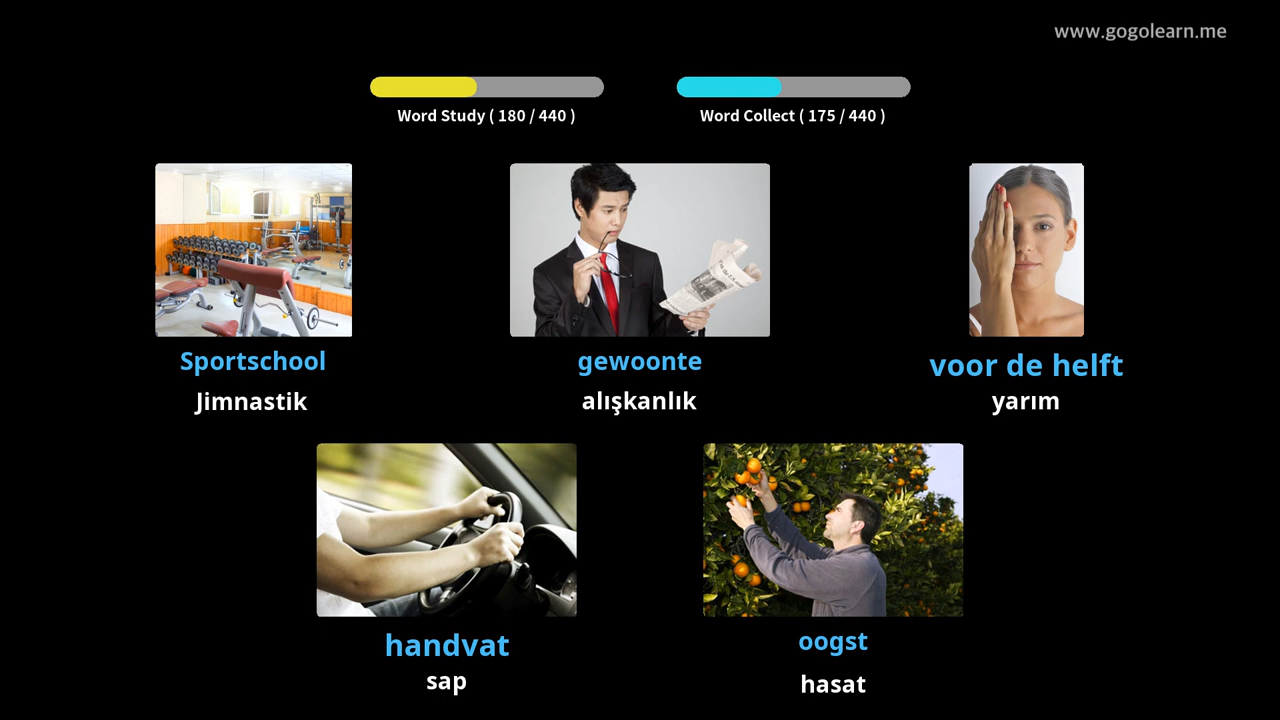 www.gogolearn.me
Word Study ( 180 / 440 )
Word Collect ( 175 / 440 )
Sportschool
Jimnastik
gewoonte
alışkanlık
voor de helft
yarım
handvat
sap
oogst
hasat